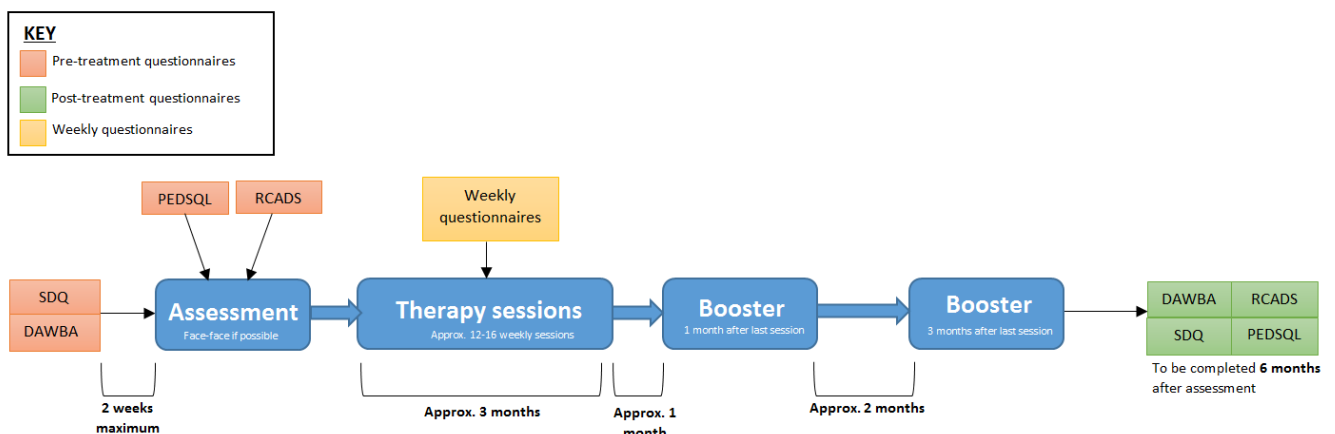 KEY
Pre-treatment questionnaires
Post-treatment questionnaires
Weekly questionnaires
PEDSQL
RCADS
Weekly
questionnaires
SDQ
DAWBA
Assessment
Face-face if possible
Therapy sessions
Approx. 12-16 weekly sessions
Booster
1 month after last session
Booster
3 months after last session
DAWBA
RCADS
SDQ
PEDSQL
To be completed 6 months
after assessment
2 weeks
maximum
Approx. 3 months
Approx. 1
month
Approx. 2 months